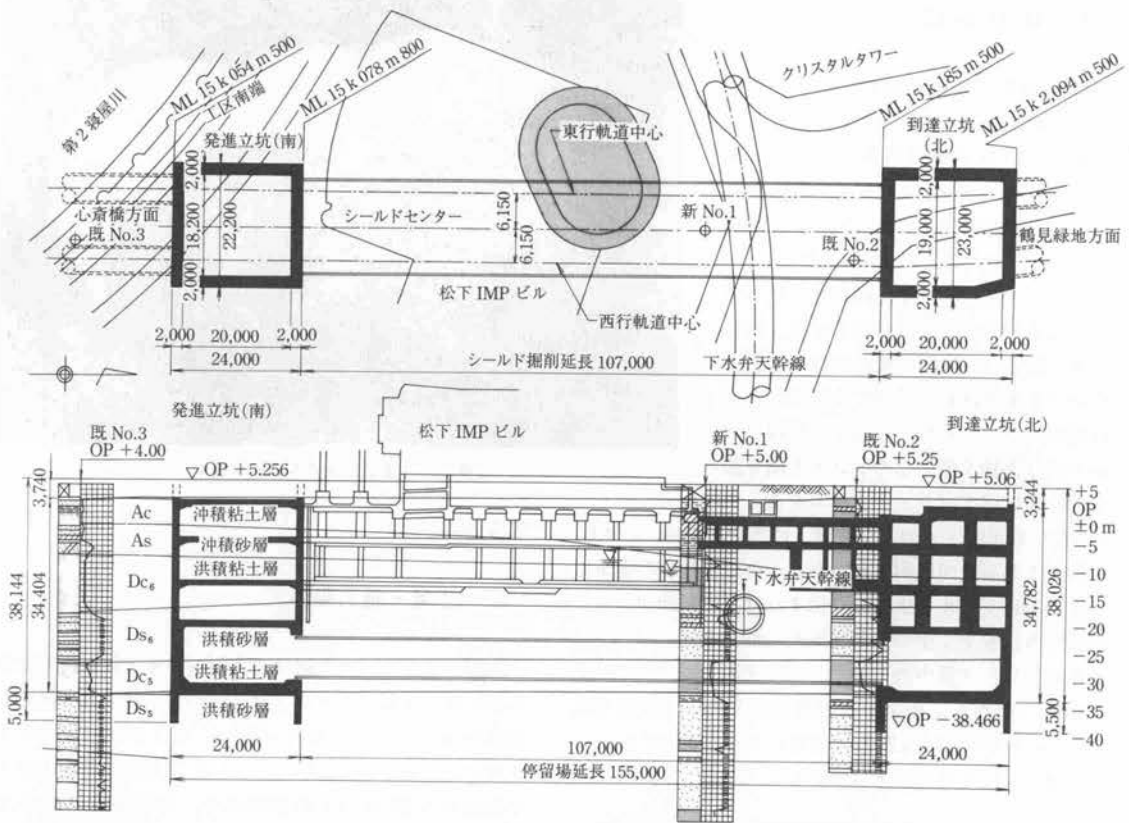 第2寝屋川
ML 15 k 054 m 500
工区南端
ML 15 k 078 m 800
発進立坑(南)
クリスタルタワー
ML 15 k 185 m 500
ML 15 k 2,094 m 500
到達立坑
(北)
東行軌道中心
シールドセンター
心斎橋方面
既 No.3
2,000
18,200
22,200
2,000
6,150
6,150
新 No.1
既 No.2
2,000
19,000
23,000
2,000
鶴見緑地方面
松下 IMP ビル
西行軌道中心
2,000
20,000
2,000
24,000
シールド掘削延長 107,000
下水弁天幹線
2,000
20,000
2,000
24,000
発進立坑(南)
松下 IMP ビル
到達立坑(北)
既 No.3
OP +4.00
▽ OP +5.256
新 No.1
OP +5.00
既 No.2
OP +5.25
▽ OP +5.06
3,740
38,144
34,404
5,000
Ac
沖積粘土層
As
沖積砂層
Dc₆
洪積粘土層
Ds₆
洪積砂層
Dc₅
洪積粘土層
Ds₅
洪積砂層
下水弁天幹線
▽OP −38.466
3,244
34,782
38,026
5,500
+5
OP
±0 m
−5
−10
−15
−20
−25
−30
−35
−40
24,000
107,000
24,000
停留場延長 155,000